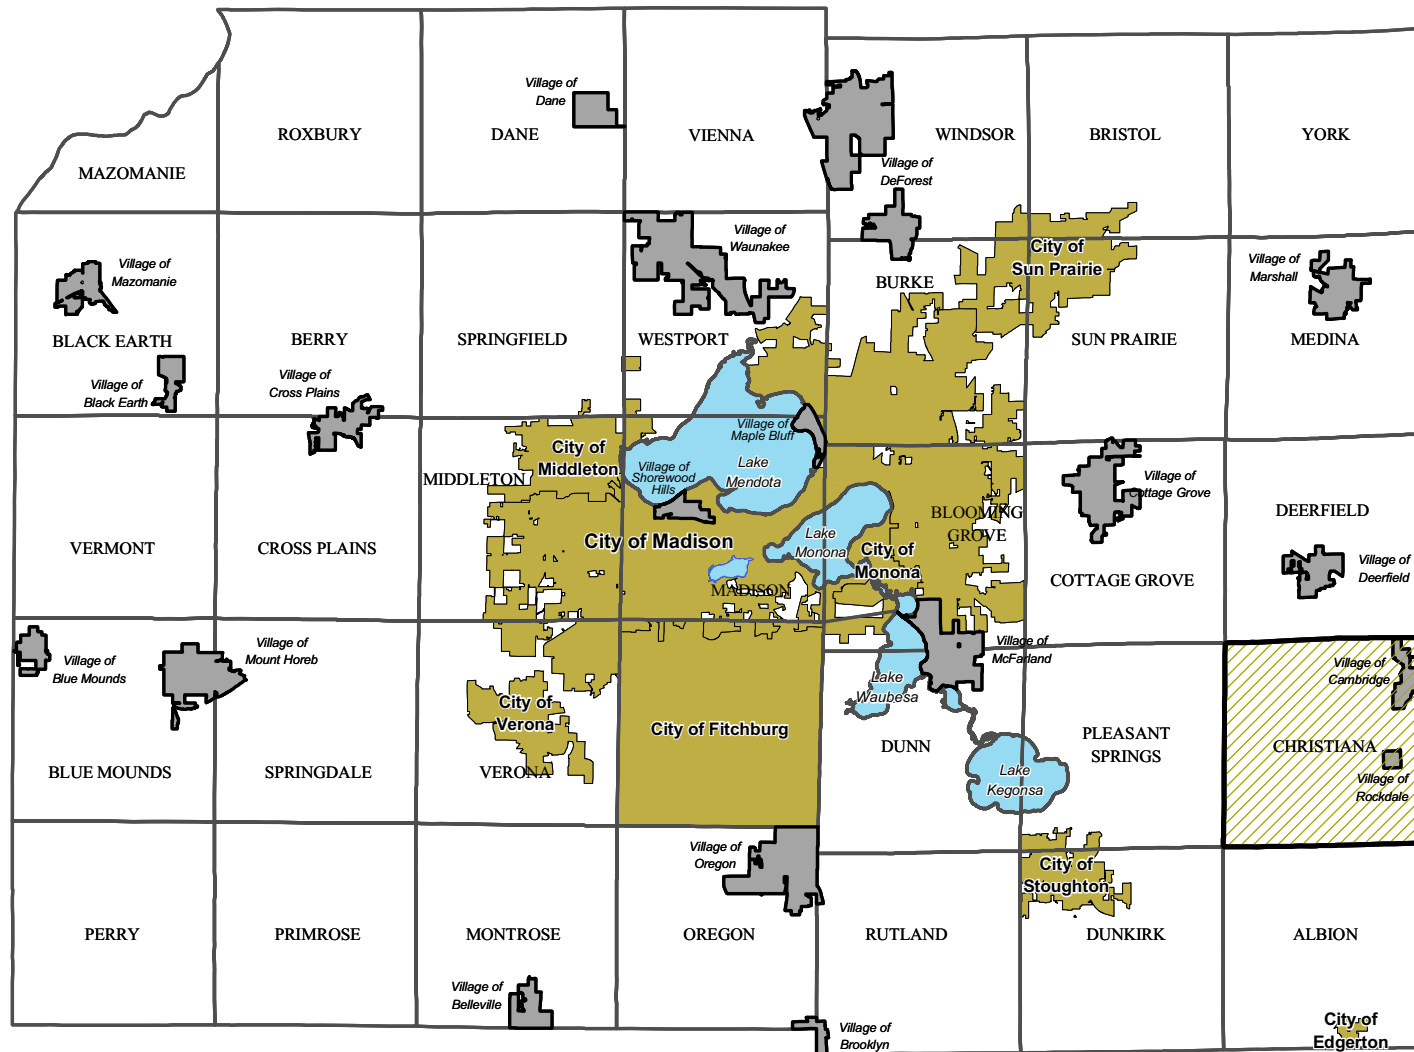 Village of
Dane
ROXBURY
DANE
VIENNA
WINDSOR
BRISTOL
YORK
MAZOMANIE
Village of
DeForest
Village of
Waunakee
City of
Sun Prairie
Village of
Mazomanie
Village of
Marshall
BURKE
BLACK EARTH
BERRY
SPRINGFIELD
WESTPORT
SUN PRAIRIE
MEDINA
Village of
Black Earth
Village of
Cross Plains
Village of
Maple Bluff
City of
Middleton
MIDDLETON
Village of
Shorewood
Hills
Lake
Mendota
Village of
Cottage Grove
BLOOMING
GROVE
DEERFIELD
VERMONT
CROSS PLAINS
City of Madison
Lake
Monona
City of
Monona
MADISON
COTTAGE GROVE
Village of
Deerfield
Village of
Blue Mounds
Village of
Mount Horeb
Village of
McFarland
Village of
Cambridge
Lake
Waubesa
City of
Verona
City of Fitchburg
DUNN
PLEASANT
SPRINGS
CHRISTIANA
BLUE MOUNDS
SPRINGDALE
VERONA
Lake
Kegonsa
Village of
Rockdale
Village of
Oregon
City of
Stoughton
PERRY
PRIMROSE
MONTROSE
OREGON
RUTLAND
DUNKIRK
ALBION
Village of
Belleville
Village of
Brooklyn
City of
Edgerton